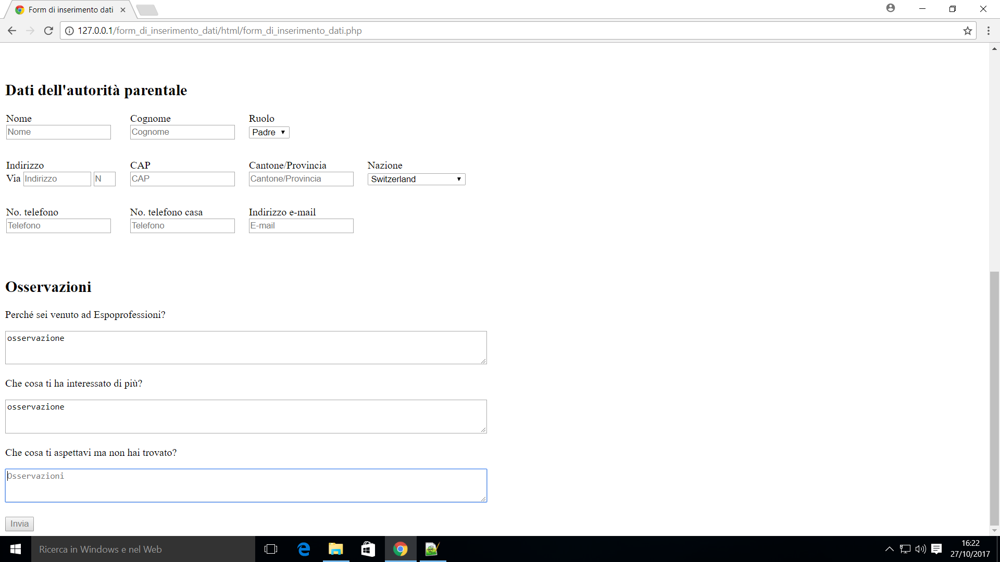 Form di inserimento dati
127.0.0.1/form_di_inserimento_dati/html/form_di_inserimento_dati.php
Dati dell'autorità parentale
Nome Cognome Ruolo
Nome Cognome Padre
Indirizzo CAP Cantone/Provincia Nazione
Via Indirizzo N CAP Cantone/Provincia Switzerland
No. telefono No. telefono casa Indirizzo e-mail
Telefono Telefono E-mail
Osservazioni
Perché sei venuto ad Espoprofessioni?
osservazione
Che cosa ti ha interessato di più?
osservazione
Che cosa ti aspettavi ma non hai trovato?
Osservazioni
Invia
Ricerca in Windows e nel Web
16:22
27/10/2017